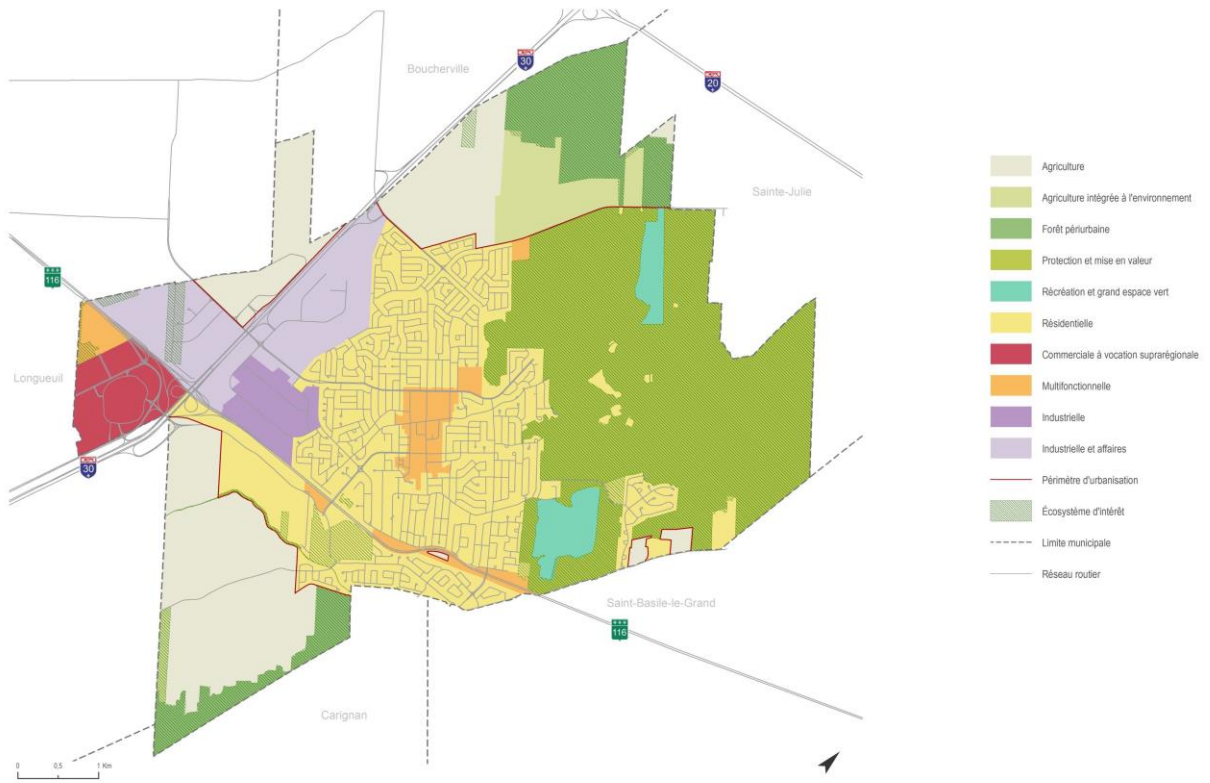 Boucherville
30
20
Sainte-Julie
116
Longueuil
30
Saint-Basile-le-Grand
116
Carignan
0 0,5 1 Km
Agriculture
Agriculture intégrée à l'environnement
Forêt périurbaine
Protection et mise en valeur
Récréation et grand espace vert
Résidentielle
Commerciale à vocation suprarégionale
Multifonctionnelle
Industrielle
Industrielle et affaires
Périmètre d'urbanisation
Écosystème d'intérêt
Limite municipale
Réseau routier